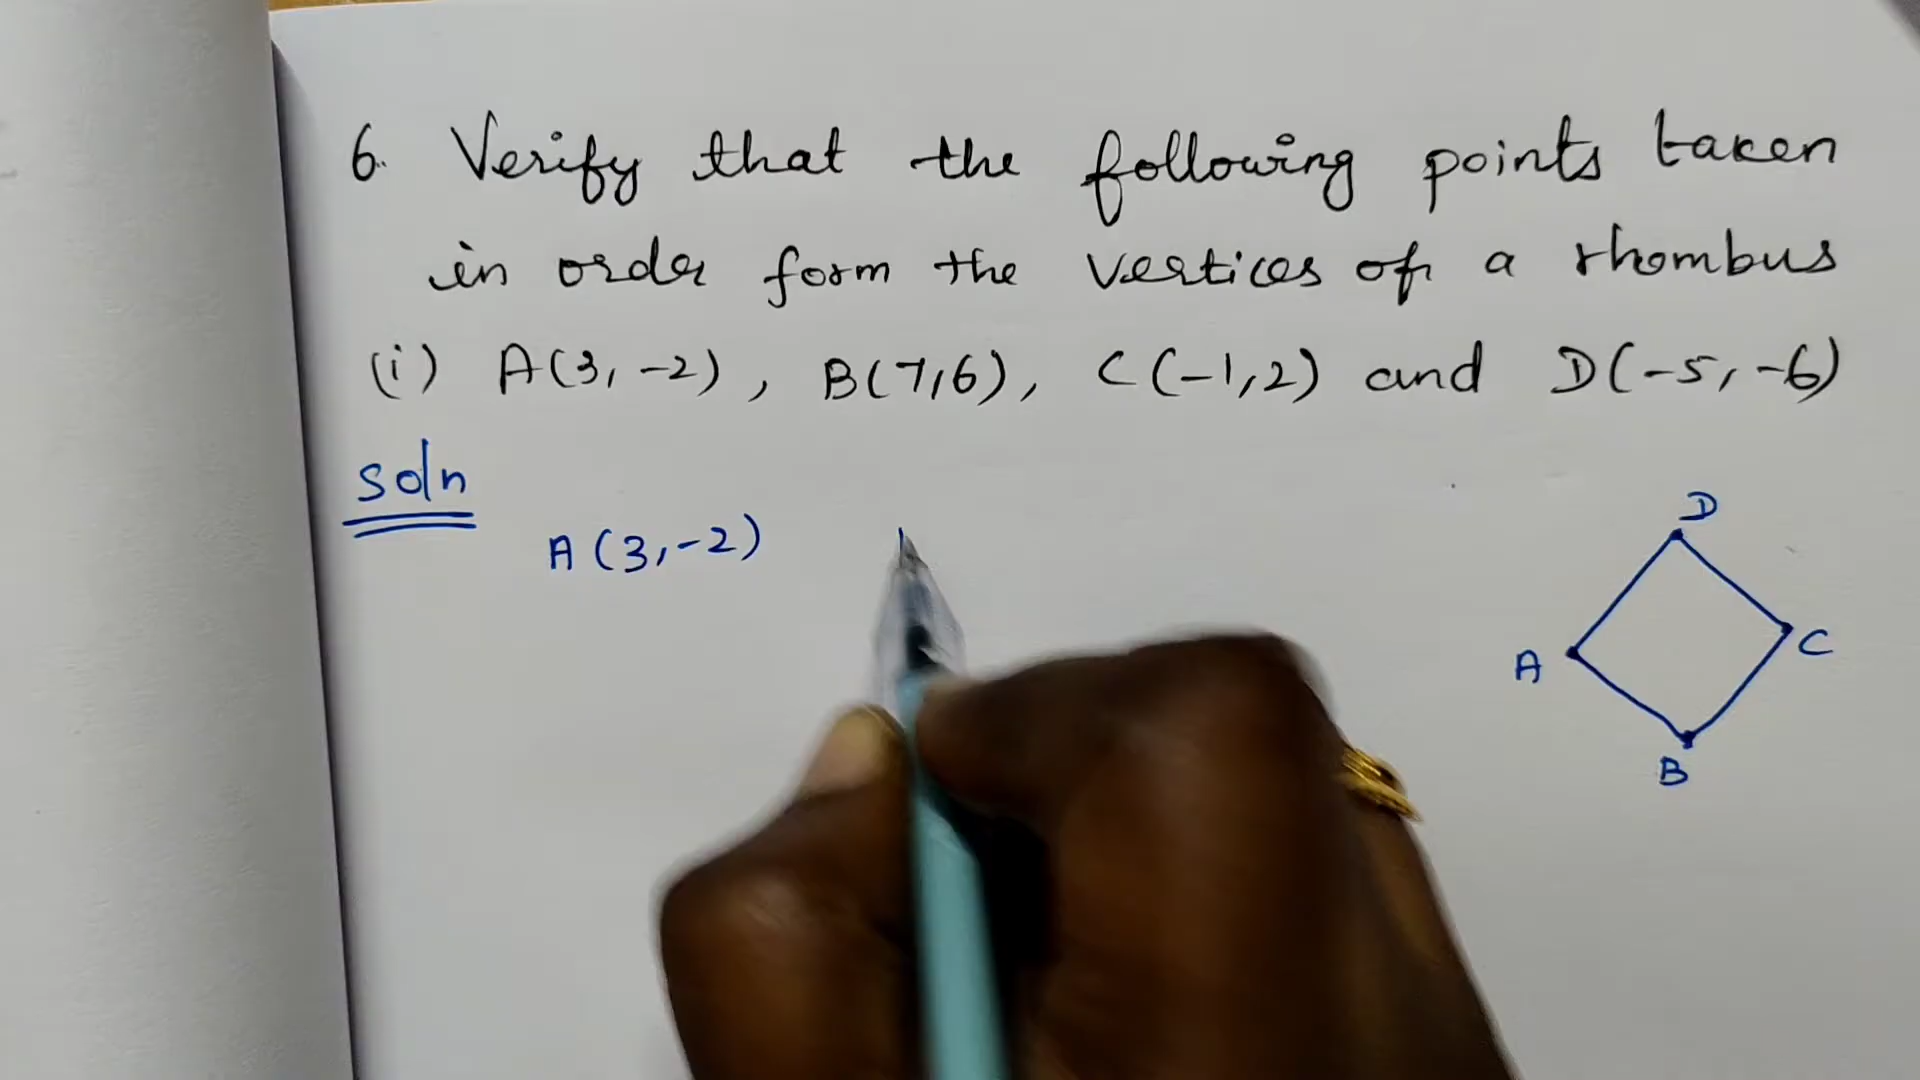 6. Verify that the following points taken
in order form the vertices of a rhombus
(i) A(3,-2), B(7,6), C(-1,2) and D(-5,-6)
Soln
A(3,-2)
D
A
C
B